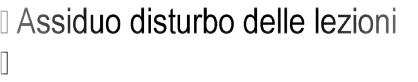 ▯ Assiduo disturbo delle lezioni
▯